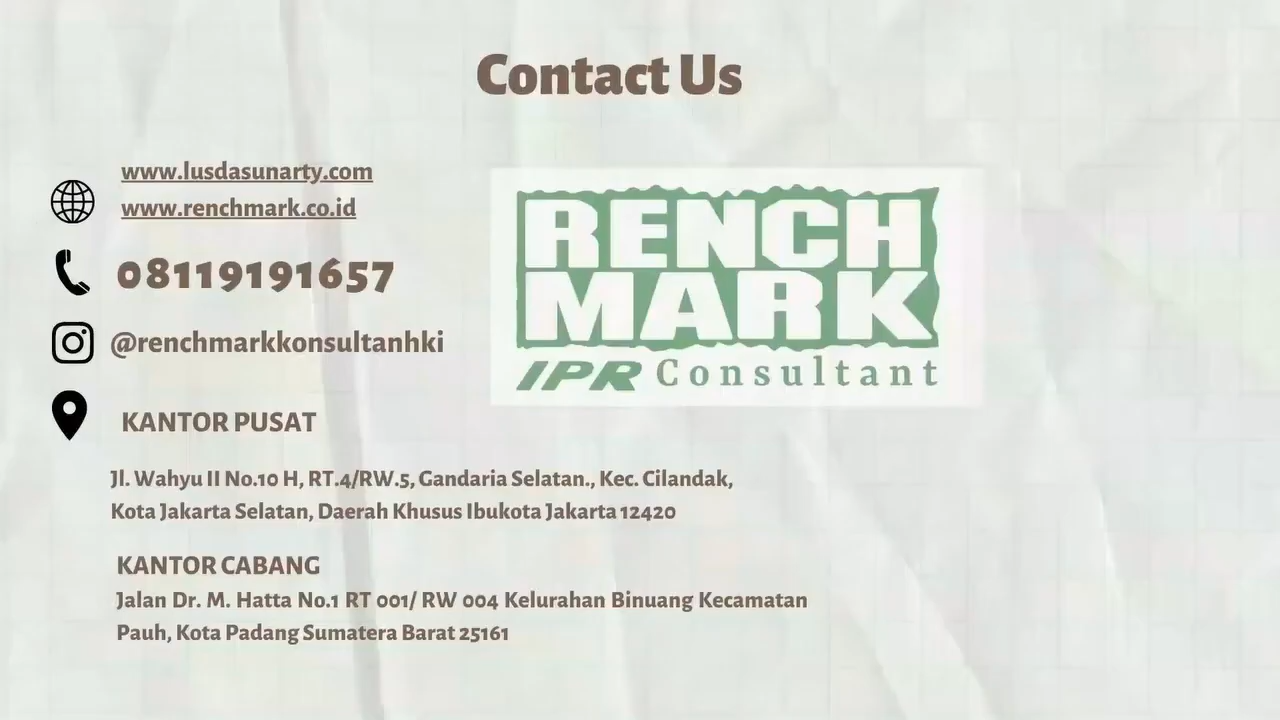 Contact Us
www.lusdasunarty.com
www.renchmark.co.id
08119191657
@renchmarkkonsultanhki
RENCH
MARK
IPR Consultant
KANTOR PUSAT
Jl. Wahyu II No.10 H, RT.4/RW.5, Gandaria Selatan., Kec. Cilandak,
Kota Jakarta Selatan, Daerah Khusus Ibukota Jakarta 12420
KANTOR CABANG
Jalan Dr. M. Hatta No.1 RT 001/ RW 004 Kelurahan Binuang Kecamatan
Pauh, Kota Padang Sumatera Barat 25161